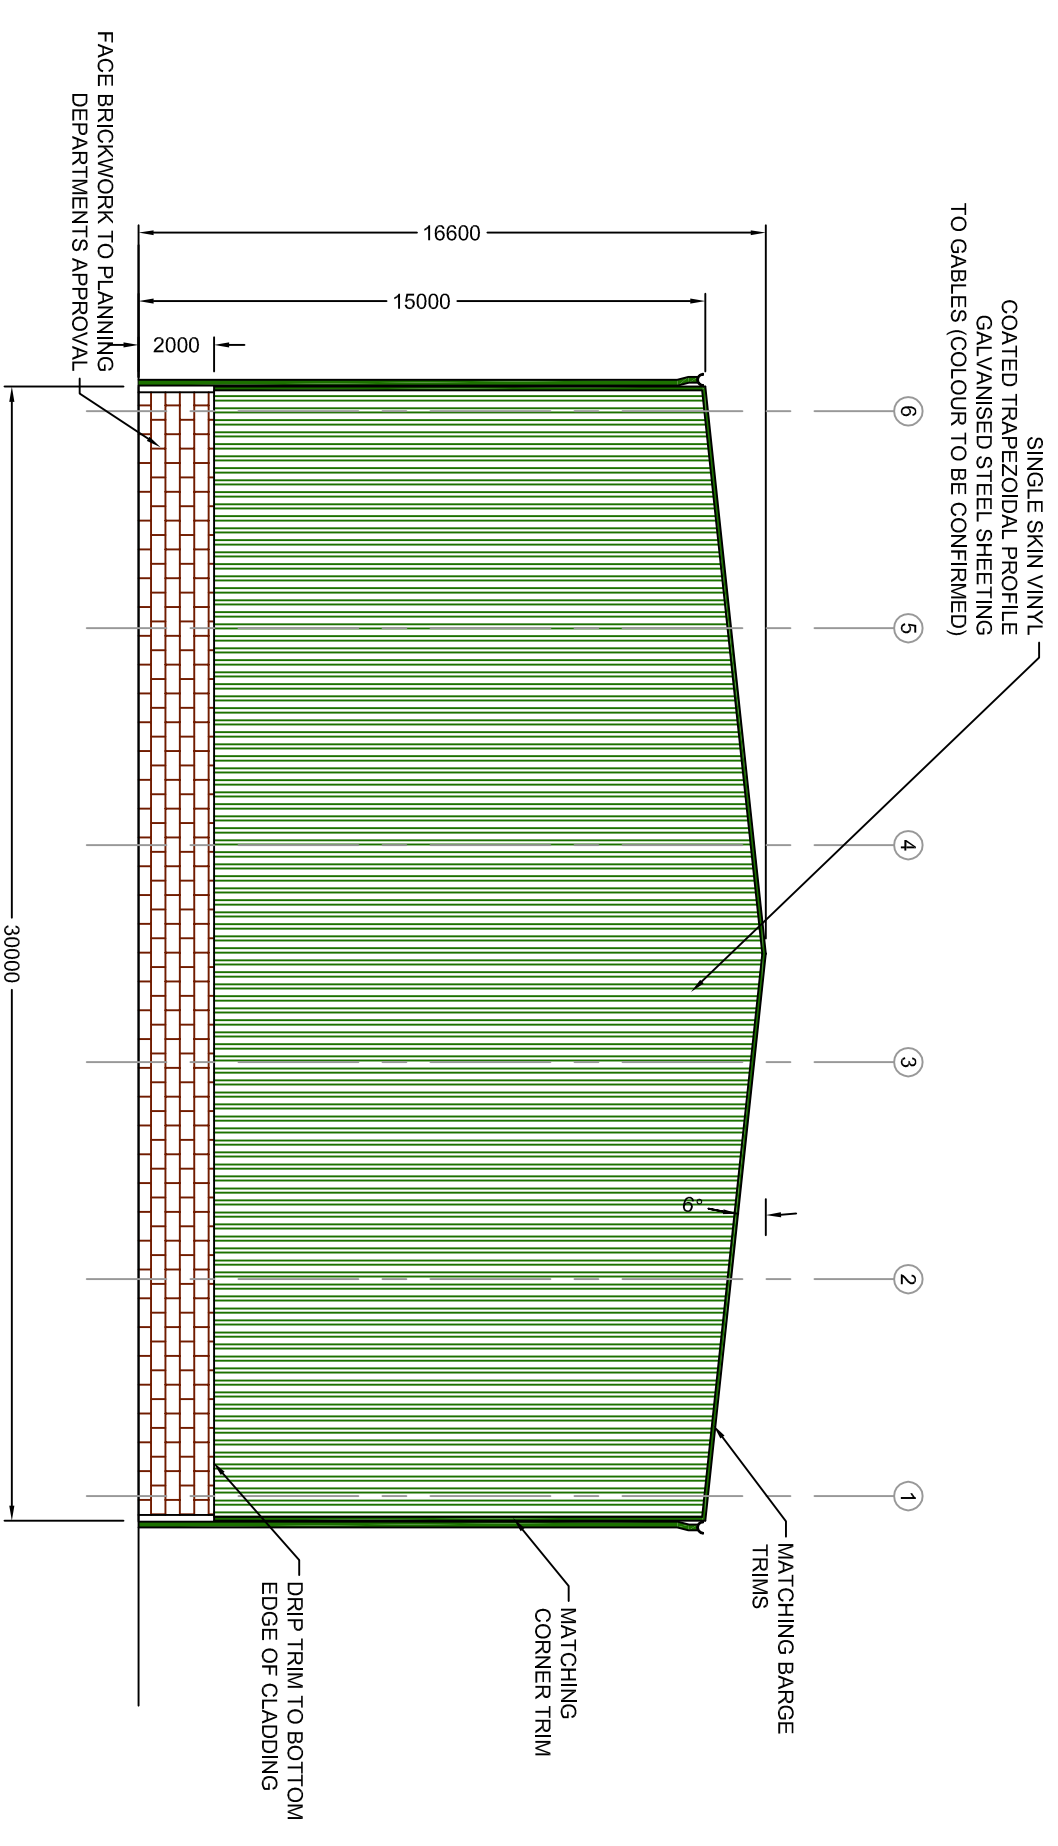 SINGLE SKIN VINYL
COATED TRAPEZOIDAL PROFILE
GALVANISED STEEL SHEETING
TO GABLES (COLOUR TO BE CONFIRMED)
6
5
4
3
2
1
MATCHING BARGE
TRIMS
6°
16600
15000
2000
MATCHING
CORNER TRIM
DRIP TRIM TO BOTTOM
EDGE OF CLADDING
FACE BRICKWORK TO PLANNING
DEPARTMENTS APPROVAL
30000